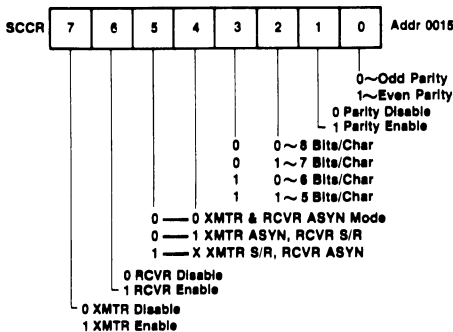 SCCR 7 6 5 4 3 2 1 0 Addr 0015
0~Odd Parity
1~Even Parity
0 Parity Disable
1 Parity Enable
0 0~8 Bits/Char
0 1~7 Bits/Char
1 0~6 Bits/Char
1 1~5 Bits/Char
0—0 XMTR & RCVR ASYN Mode
0—1 XMTR ASYN, RCVR S/R
1—X XMTR S/R, RCVR ASYN
0 RCVR Disable
1 RCVR Enable
0 XMTR Disable
1 XMTR Enable